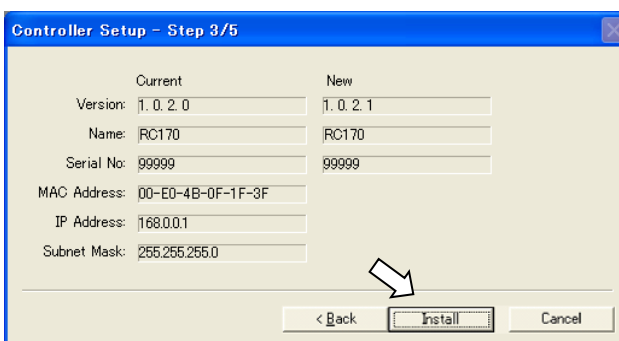 Controller Setup - Step 3/5
Current New
Version: 1. 0. 2. 0 1. 0. 2. 1
Name: RC170 RC170
Serial No: 99999 99999
MAC Address: 00-E0-4B-0F-1F-3F
IP Address: 168.0.0.1
Subnet Mask: 255.255.255.0
< Back Install Cancel